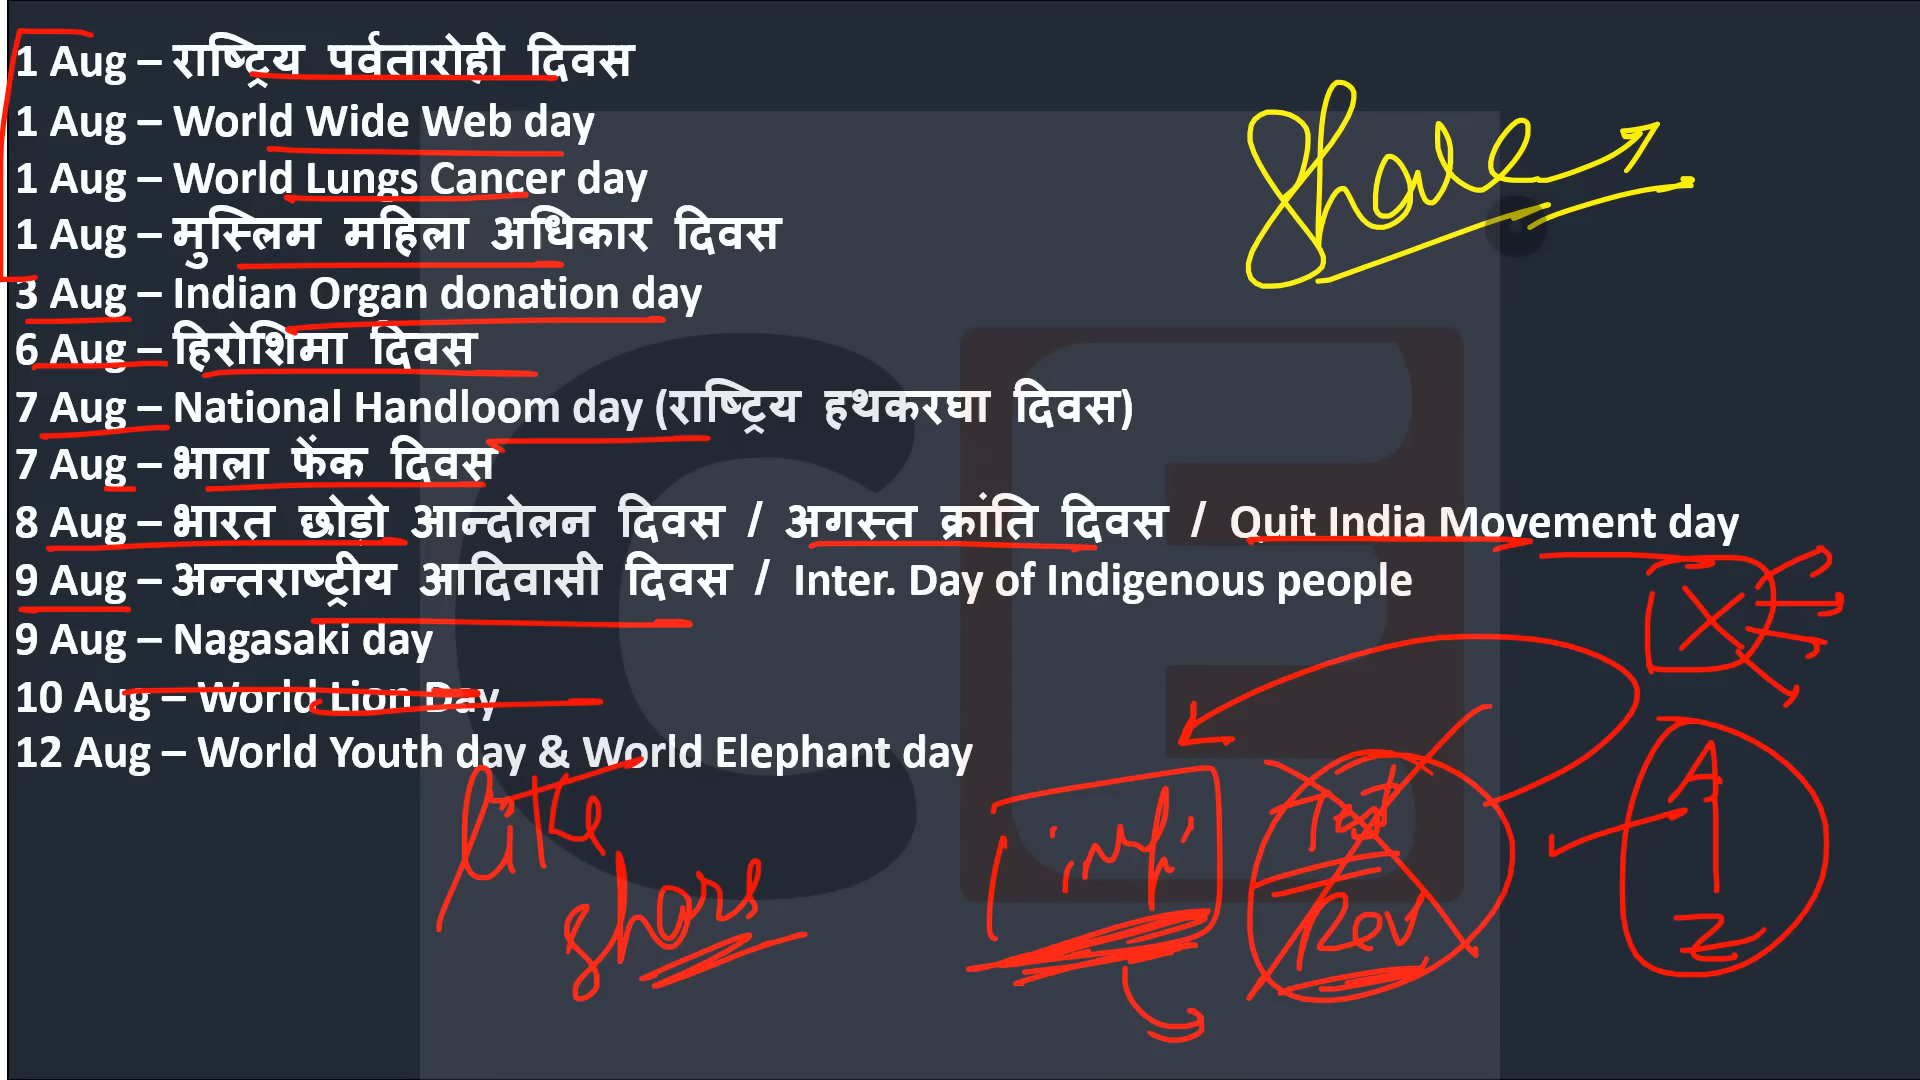 1 Aug – राष्ट्रिय पर्वतारोही दिवस
1 Aug – World Wide Web day
1 Aug – World Lungs Cancer day
1 Aug – मुस्लिम महिला अधिकार दिवस
3 Aug – Indian Organ donation day
6 Aug – हिरोशिमा दिवस
7 Aug – National Handloom day (राष्ट्रिय हथकरघा दिवस)
7 Aug – भाला फेंक दिवस
8 Aug – भारत छोड़ो आन्दोलन दिवस / अगस्त क्रांति दिवस / Quit India Movement day
9 Aug – अन्तराष्ट्रीय आदिवासी दिवस / Inter. Day of Indigenous people
9 Aug – Nagasaki day
10 Aug – World Lion Day
12 Aug – World Youth day & World Elephant day
Share
Like
Share
Rev
A
Z